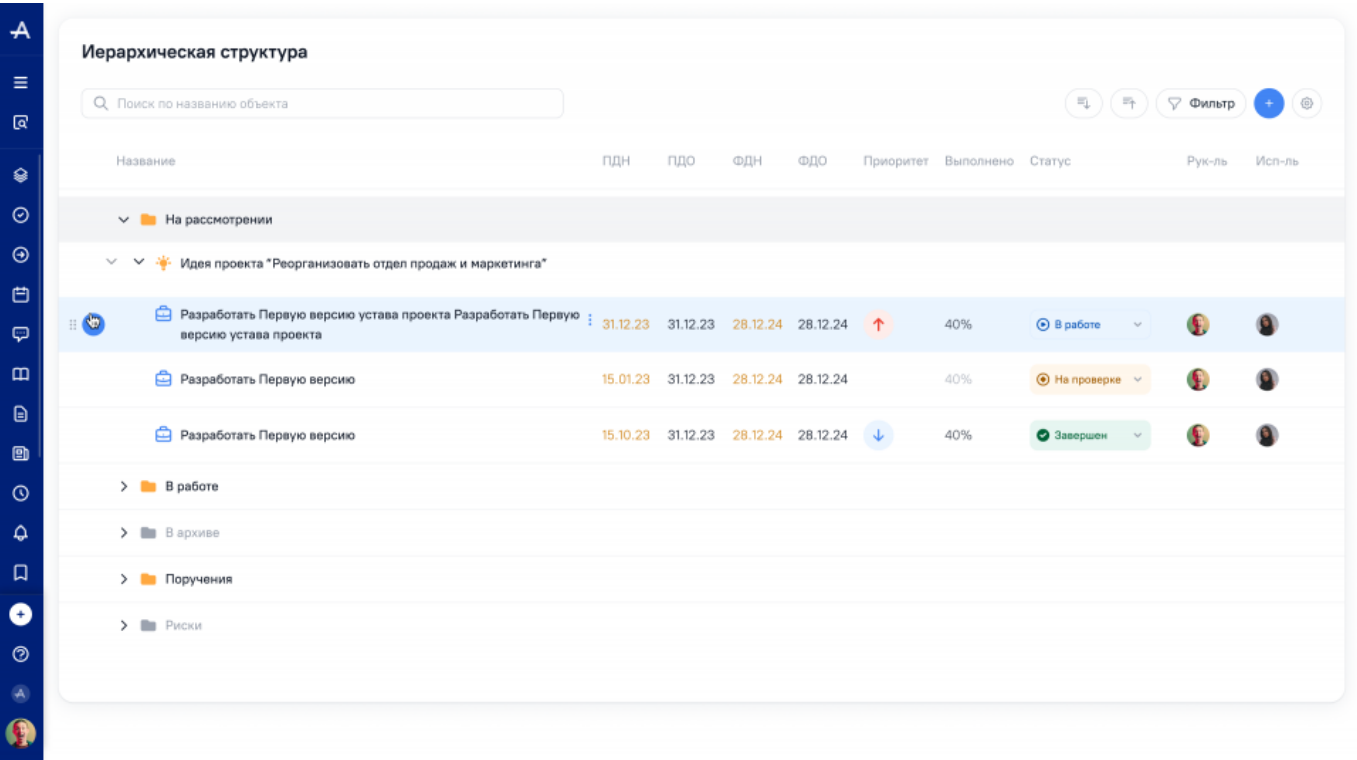 Иерархическая структура
Поиск по названию объекта
Фильтр
Название ПДН ПДО ФДН ФДО Приоритет Выполнено Статус Рук-ль Исп-ль
На рассмотрении
Идея проекта "Реорганизовать отдел продаж и маркетинга"
Разработать Первую версию устава проекта Разработать Первую
версию устава проекта
31.12.23 31.12.23 28.12.24 28.12.24 40% В работе
Разработать Первую версию 15.01.23 31.12.23 28.12.24 28.12.24 40% На проверке
Разработать Первую версию 15.10.23 31.12.23 28.12.24 28.12.24 40% Завершен
В работе
В архиве
Поручения
Риски